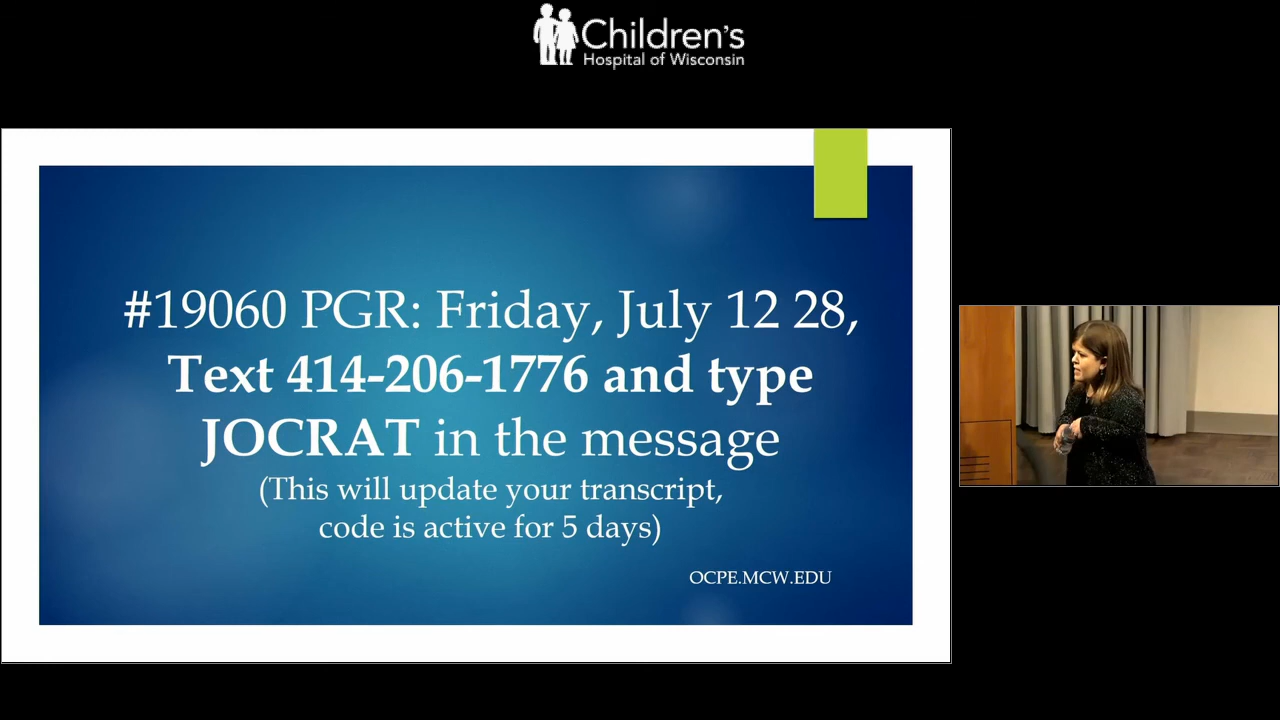 Children's
Hospital of Wisconsin
#19060 PGR: Friday, July 12 28,
Text 414-206-1776 and type
JOCRAT in the message
(This will update your transcript,
code is active for 5 days)
OCPE.MCW.EDU